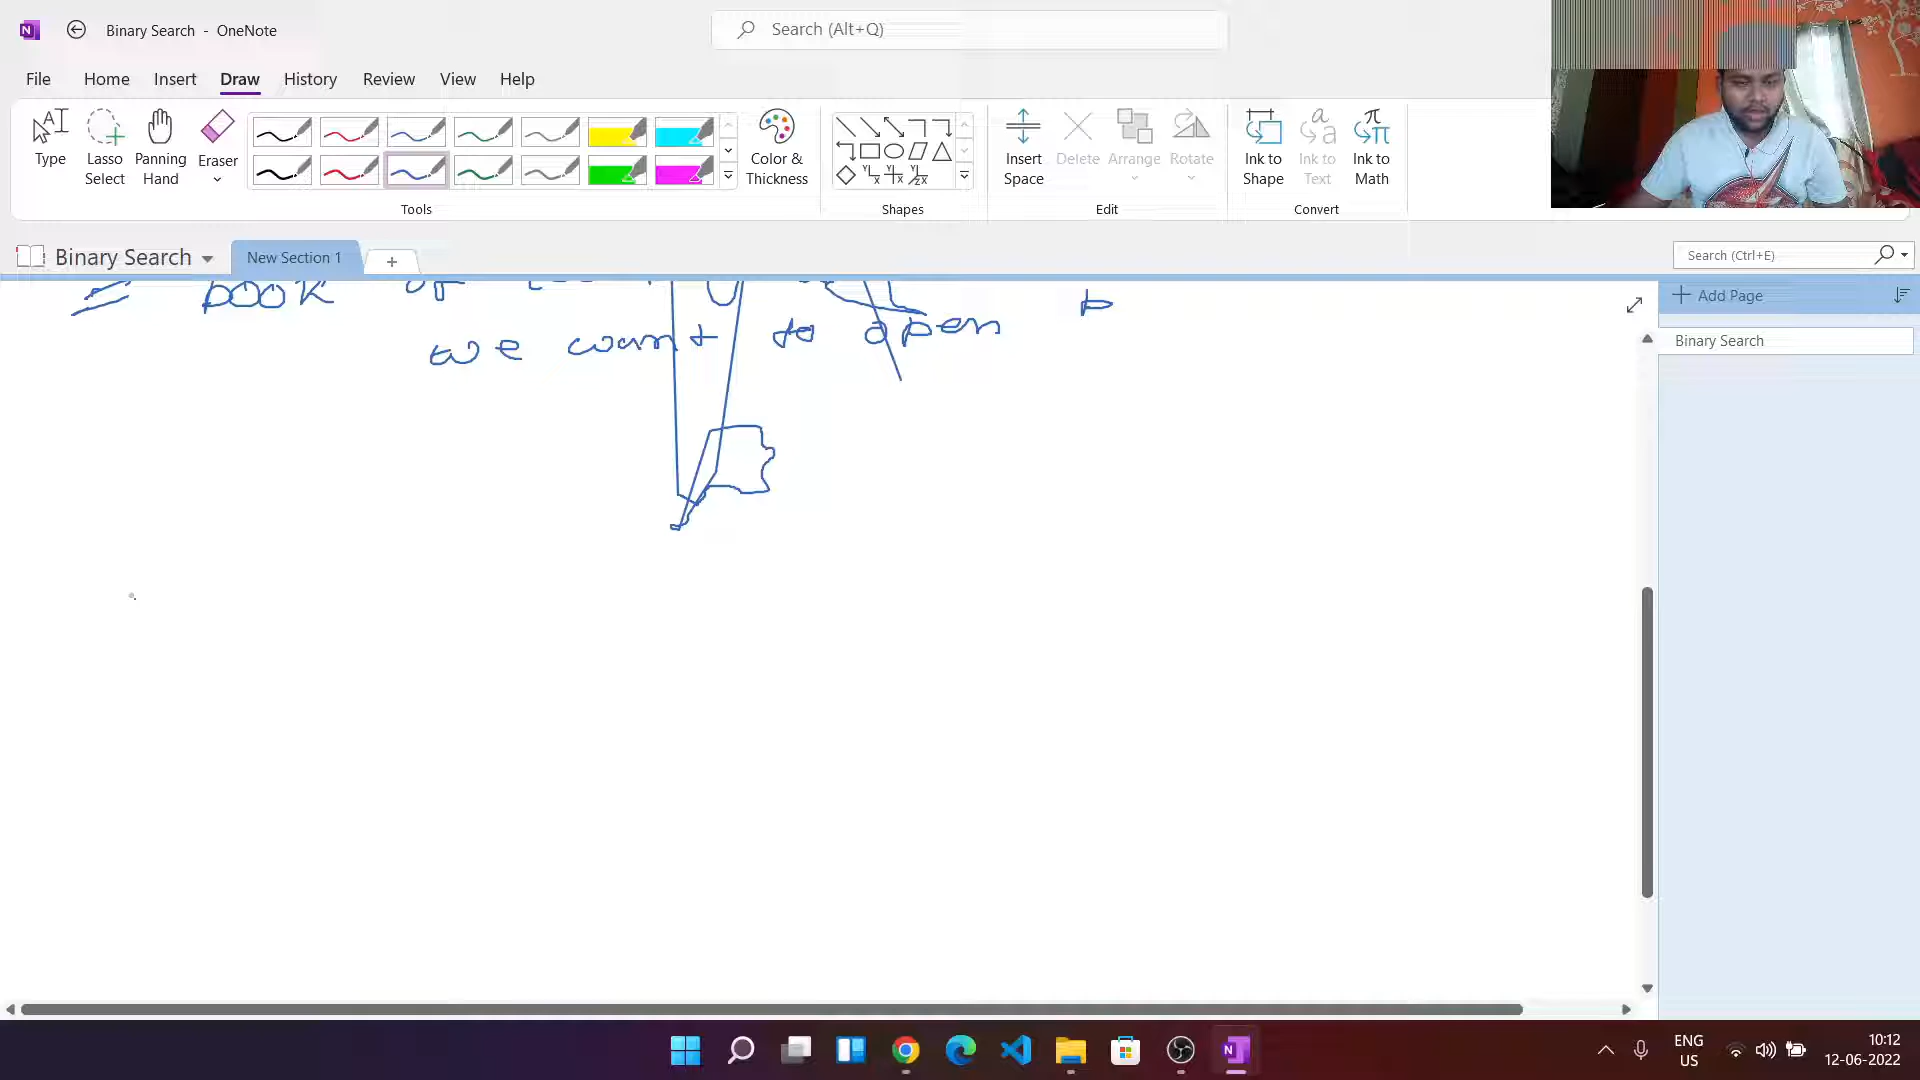 Binary Search - OneNote
Search (Alt+Q)
File Home Insert Draw History Review View Help
Type
Lasso Select
Panning Hand
Eraser
Color & Thickness
Insert Space
Delete
Arrange
Rotate
Ink to Shape
Ink to Text
Ink to Math
Tools
Shapes
Edit
Convert
Binary Search
New Section 1
Search (Ctrl+E)
Add Page
Binary Search
book of
we want to open
ENG
US
10:12
12-06-2022